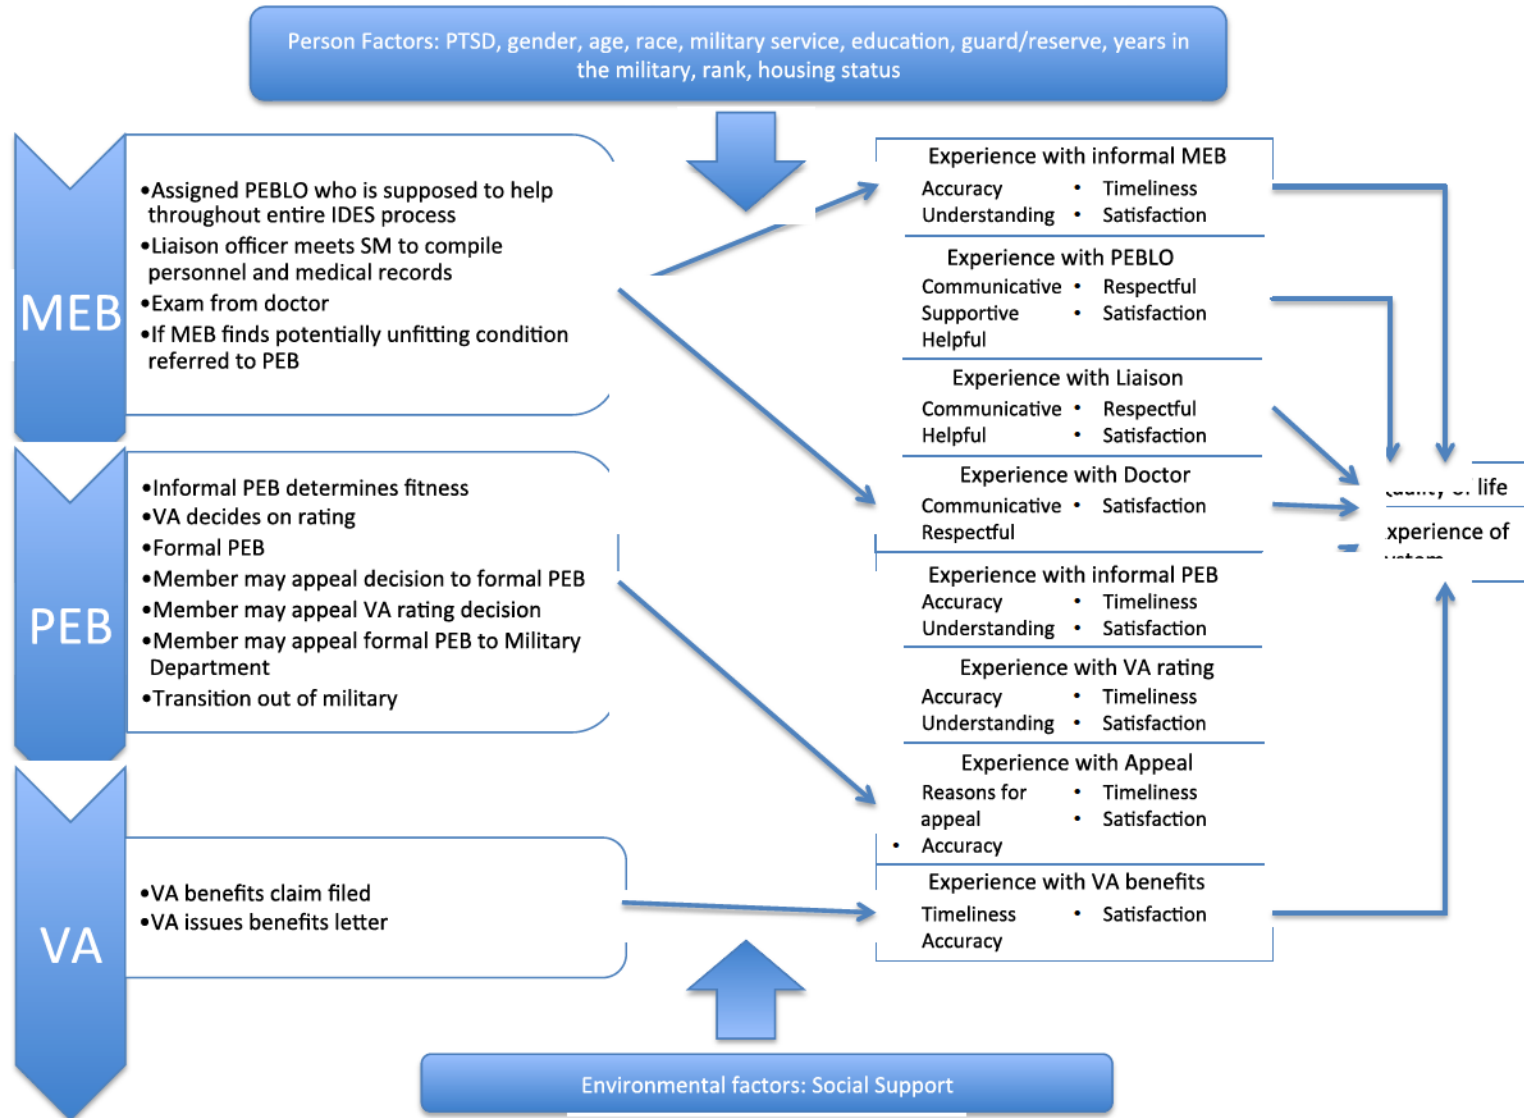 Person Factors: PTSD, gender, age, race, military service, education, guard/reserve, years in
the military, rank, housing status
MEB
•Assigned PEBLO who is supposed to help
throughout entire IDES process
•Liaison officer meets SM to compile
personnel and medical records
•Exam from doctor
•If MEB finds potentially unfitting condition
referred to PEB
PEB
•Informal PEB determines fitness
•VA decides on rating
•Formal PEB
•Member may appeal decision to formal PEB
•Member may appeal VA rating decision
•Member may appeal formal PEB to Military
Department
•Transition out of military
VA
•VA benefits claim filed
•VA issues benefits letter
Experience with informal MEB
Accuracy • Timeliness
Understanding • Satisfaction
Experience with PEBLO
Communicative • Respectful
Supportive • Satisfaction
Helpful
Experience with Liaison
Communicative • Respectful
Helpful • Satisfaction
Experience with Doctor
Communicative • Satisfaction
Respectful
Experience with informal PEB
Accuracy • Timeliness
Understanding • Satisfaction
Experience with VA rating
Accuracy • Timeliness
Understanding • Satisfaction
Experience with Appeal
Reasons for • Timeliness
appeal • Satisfaction
• Accuracy
Experience with VA benefits
Timeliness • Satisfaction
Accuracy
of life
xperience of
Environmental factors: Social Support